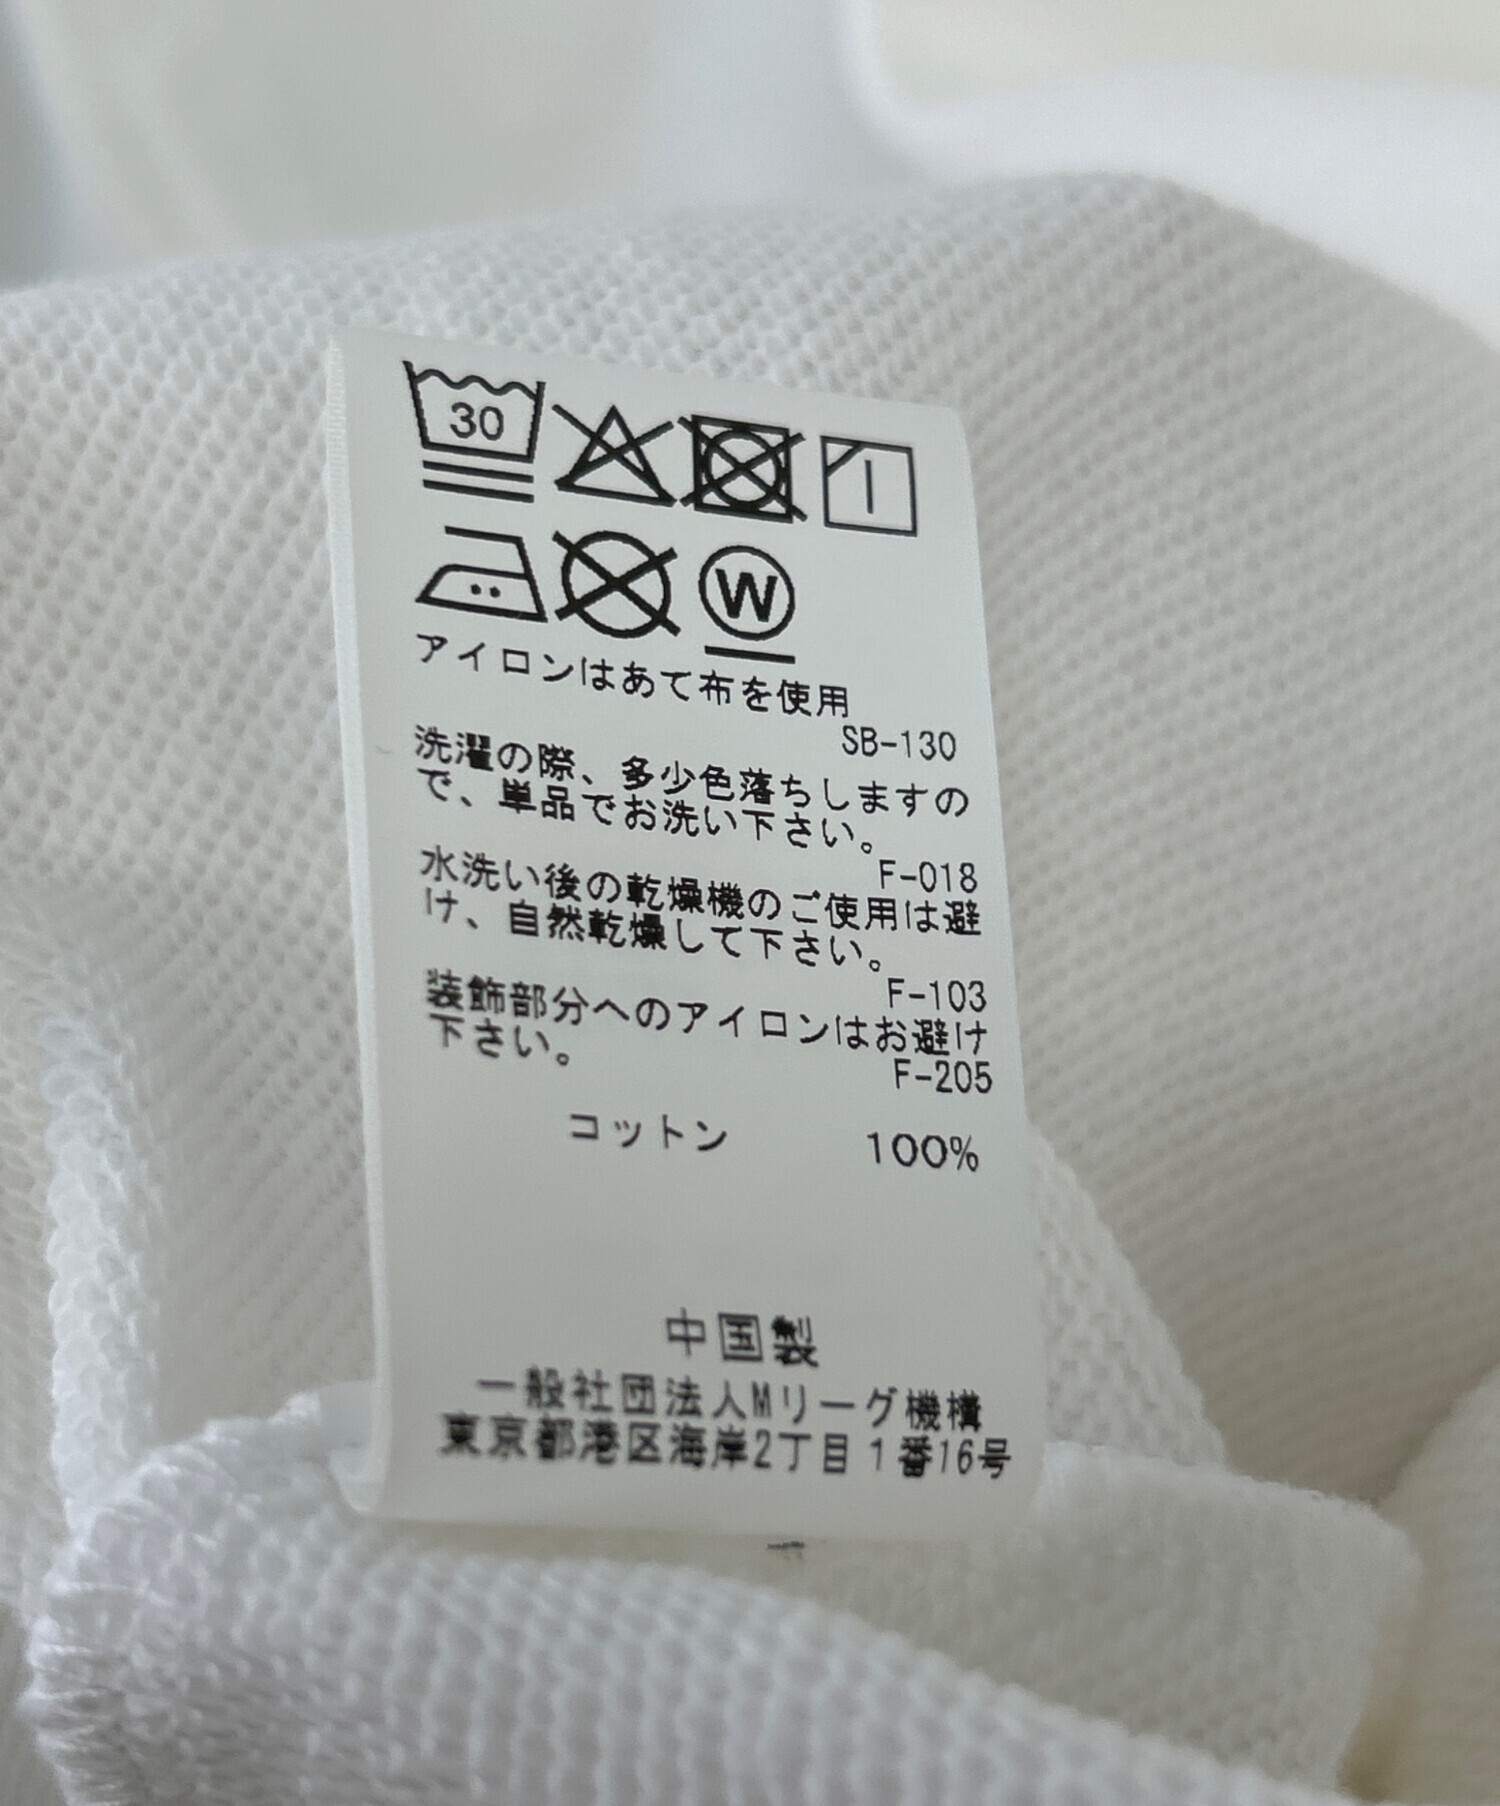 30
W
アイロンはあて布を使用
SB-130
洗濯の際、多少色落ちしますの
で、単品でお洗い下さい。
F-018
水洗い後の乾燥機のご使用は避
け、自然乾燥して下さい。
F-103
装飾部分へのアイロンはお避け
下さい。
F-205
コットン 100%
中国製
一般社団法人Mリーグ機構
東京都港区海岸2丁目1番16号